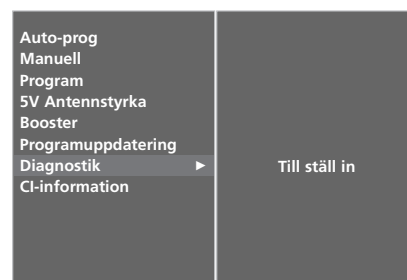 Auto-prog
Manuell
Program
5V Antennstyrka
Booster
Programuppdatering
Diagnostik ►
CI-information
Till ställ in